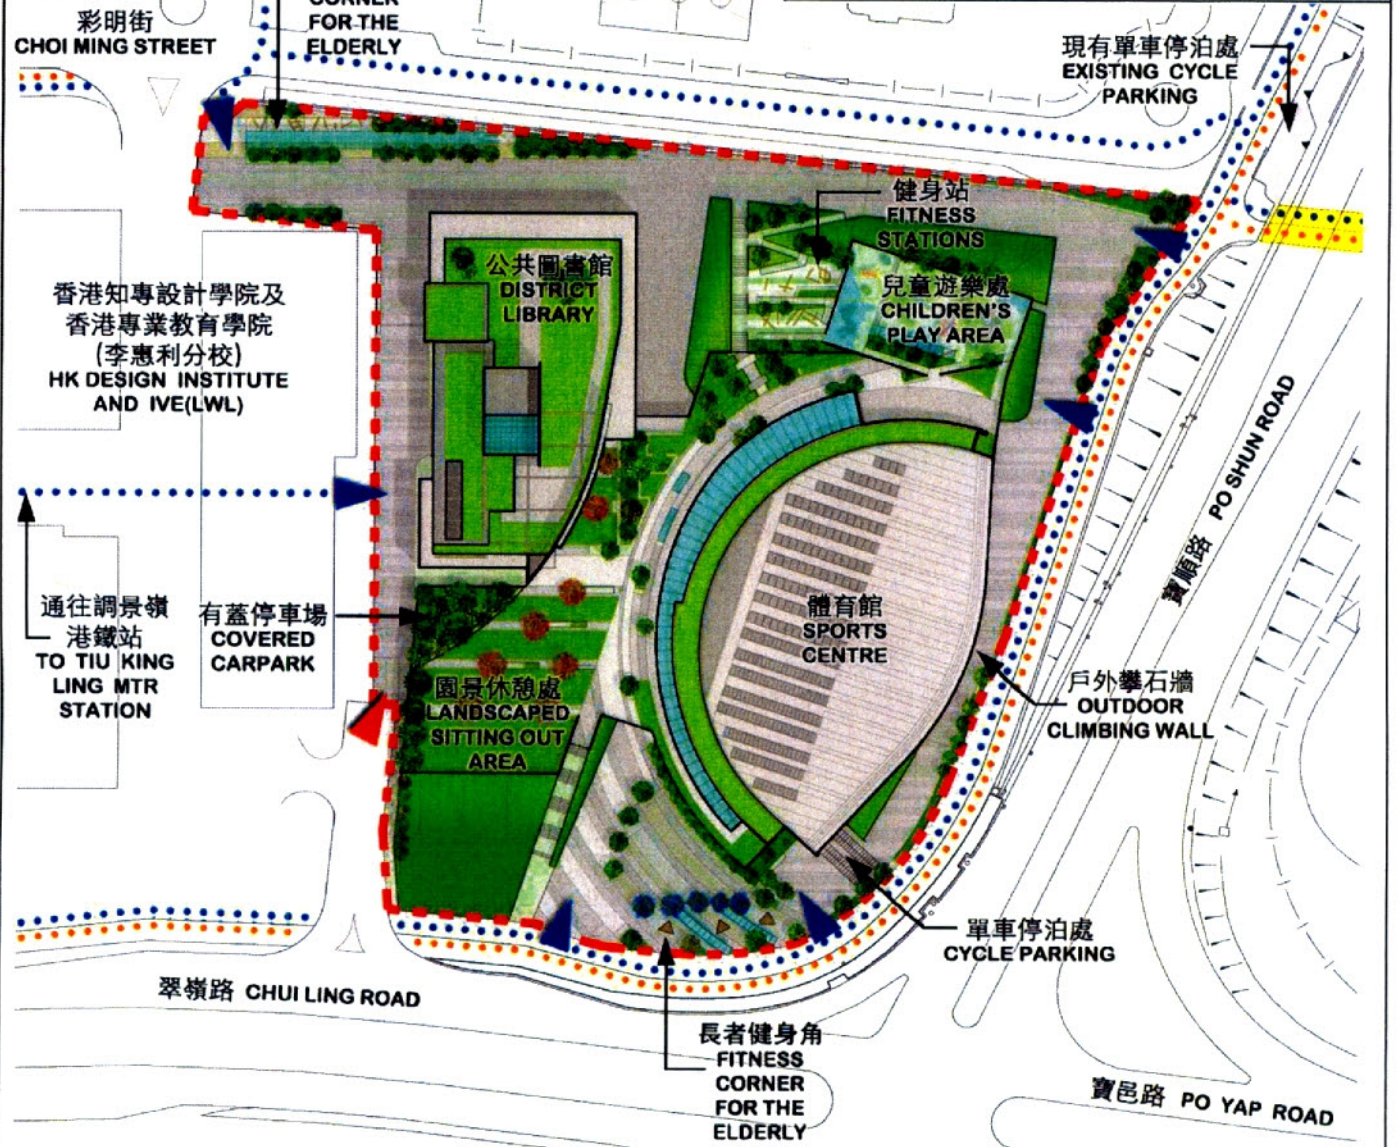 彩明街
CHOI MING STREET
CORNER
FOR THE
ELDERLY
現有單車停泊處
EXISTING CYCLE
PARKING
健身站
FITNESS
STATIONS
公共圖書館
DISTRICT
LIBRARY
兒童遊樂處
CHILDREN'S
PLAY AREA
香港知專設計學院及
香港專業教育學院
(李惠利分校)
HK DESIGN INSTITUTE
AND IVE(LWL)
寶順路 PO SHUN ROAD
通往調景嶺
港鐵站
TO TIU KING
LING MTR
STATION
有蓋停車場
COVERED
CARPARK
體育館
SPORTS
CENTRE
園景休憩處
LANDSCAPED
SITTING OUT
AREA
戶外攀石牆
OUTDOOR
CLIMBING WALL
單車停泊處
CYCLE PARKING
翠嶺路 CHUI LING ROAD
長者健身角
FITNESS
CORNER
FOR THE
ELDERLY
寶邑路 PO YAP ROAD